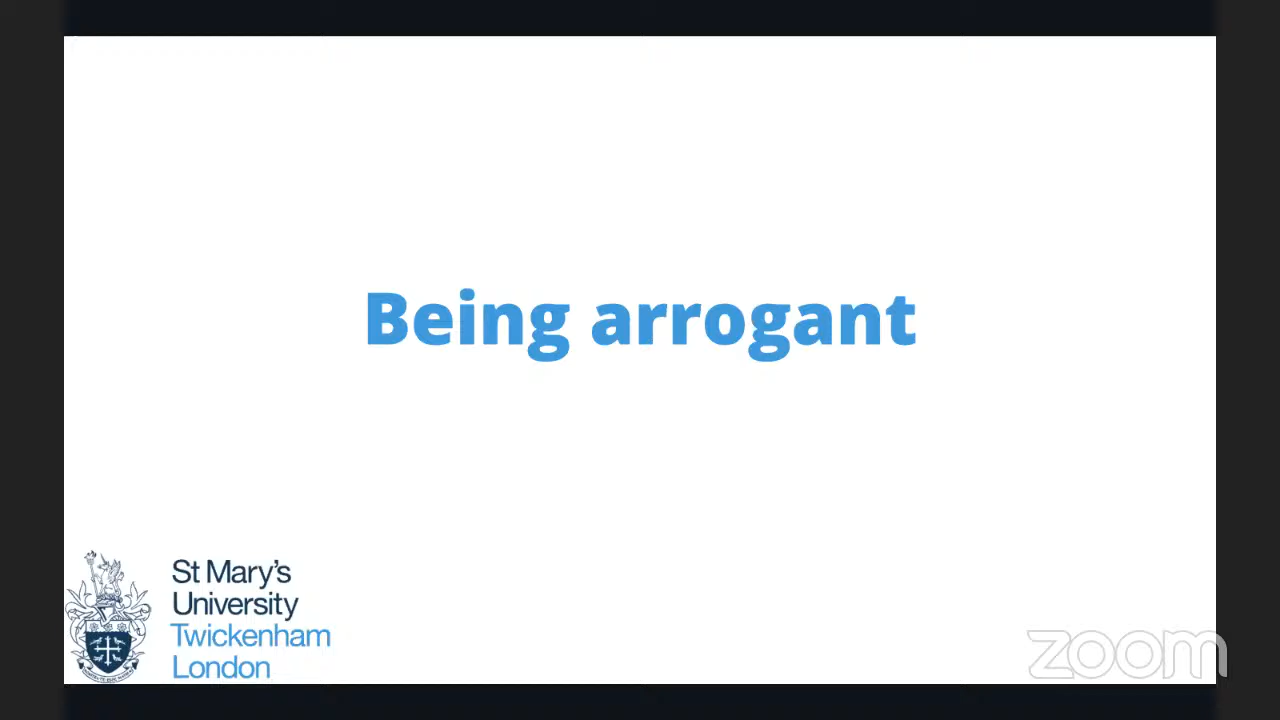 Being arrogant
St Mary's
University
Twickenham
London
zoom